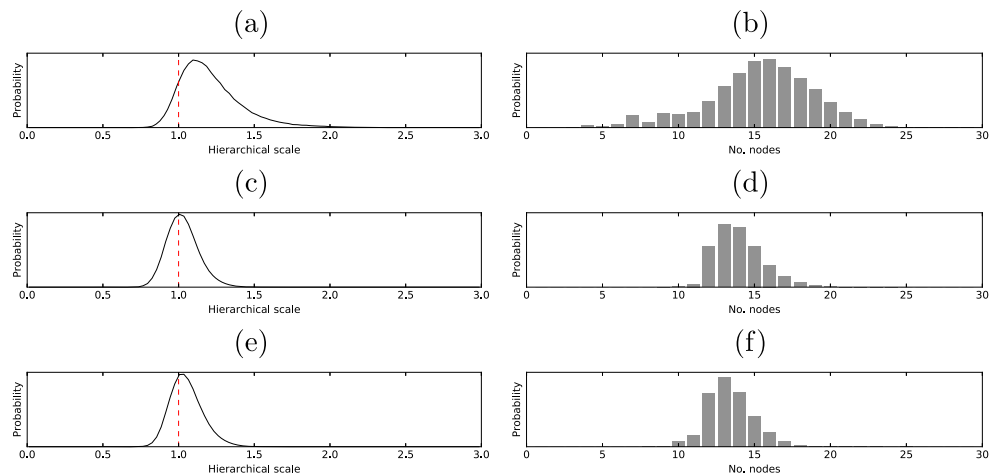 (a)
Probability
0.0 0.5 1.0 1.5 2.0 2.5 3.0
Hierarchical scale
(b)
Probability
0 5 10 15 20 25 30
No. nodes
(c)
Probability
0.0 0.5 1.0 1.5 2.0 2.5 3.0
Hierarchical scale
(d)
Probability
0 5 10 15 20 25 30
No. nodes
(e)
Probability
0.0 0.5 1.0 1.5 2.0 2.5 3.0
Hierarchical scale
(f)
Probability
0 5 10 15 20 25 30
No. nodes